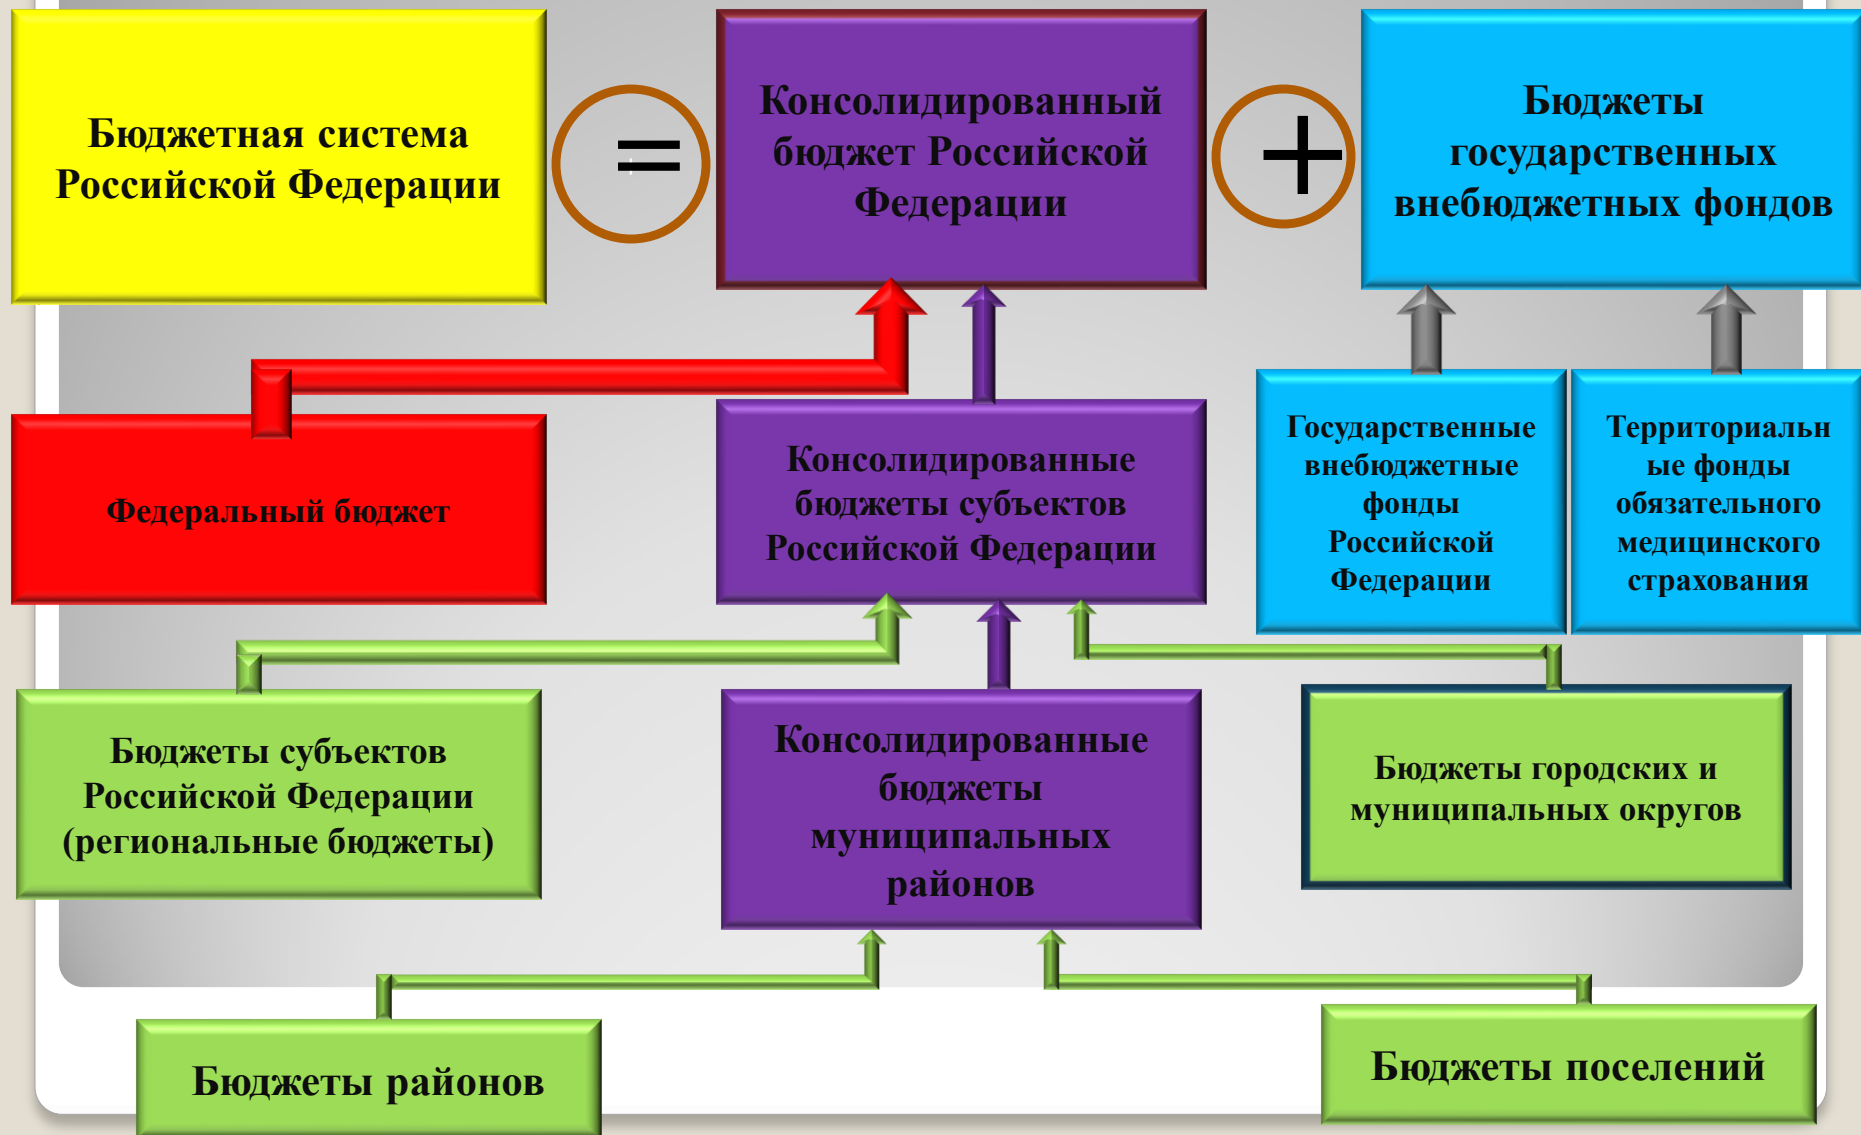 Бюджетная система
Российской Федерации
=
Консолидированный
бюджет Российской
Федерации
+
Бюджеты
государственных
внебюджетных фондов
Федеральный бюджет
Консолидированные
бюджеты субъектов
Российской Федерации
Государственные
внебюджетные
фонды
Российской
Федерации
Территориальн
ые фонды
обязательного
медицинского
страхования
Бюджеты субъектов
Российской Федерации
(региональные бюджеты)
Консолидированные
бюджеты
муниципальных
районов
Бюджеты городских и
муниципальных округов
Бюджеты районов
Бюджеты поселений